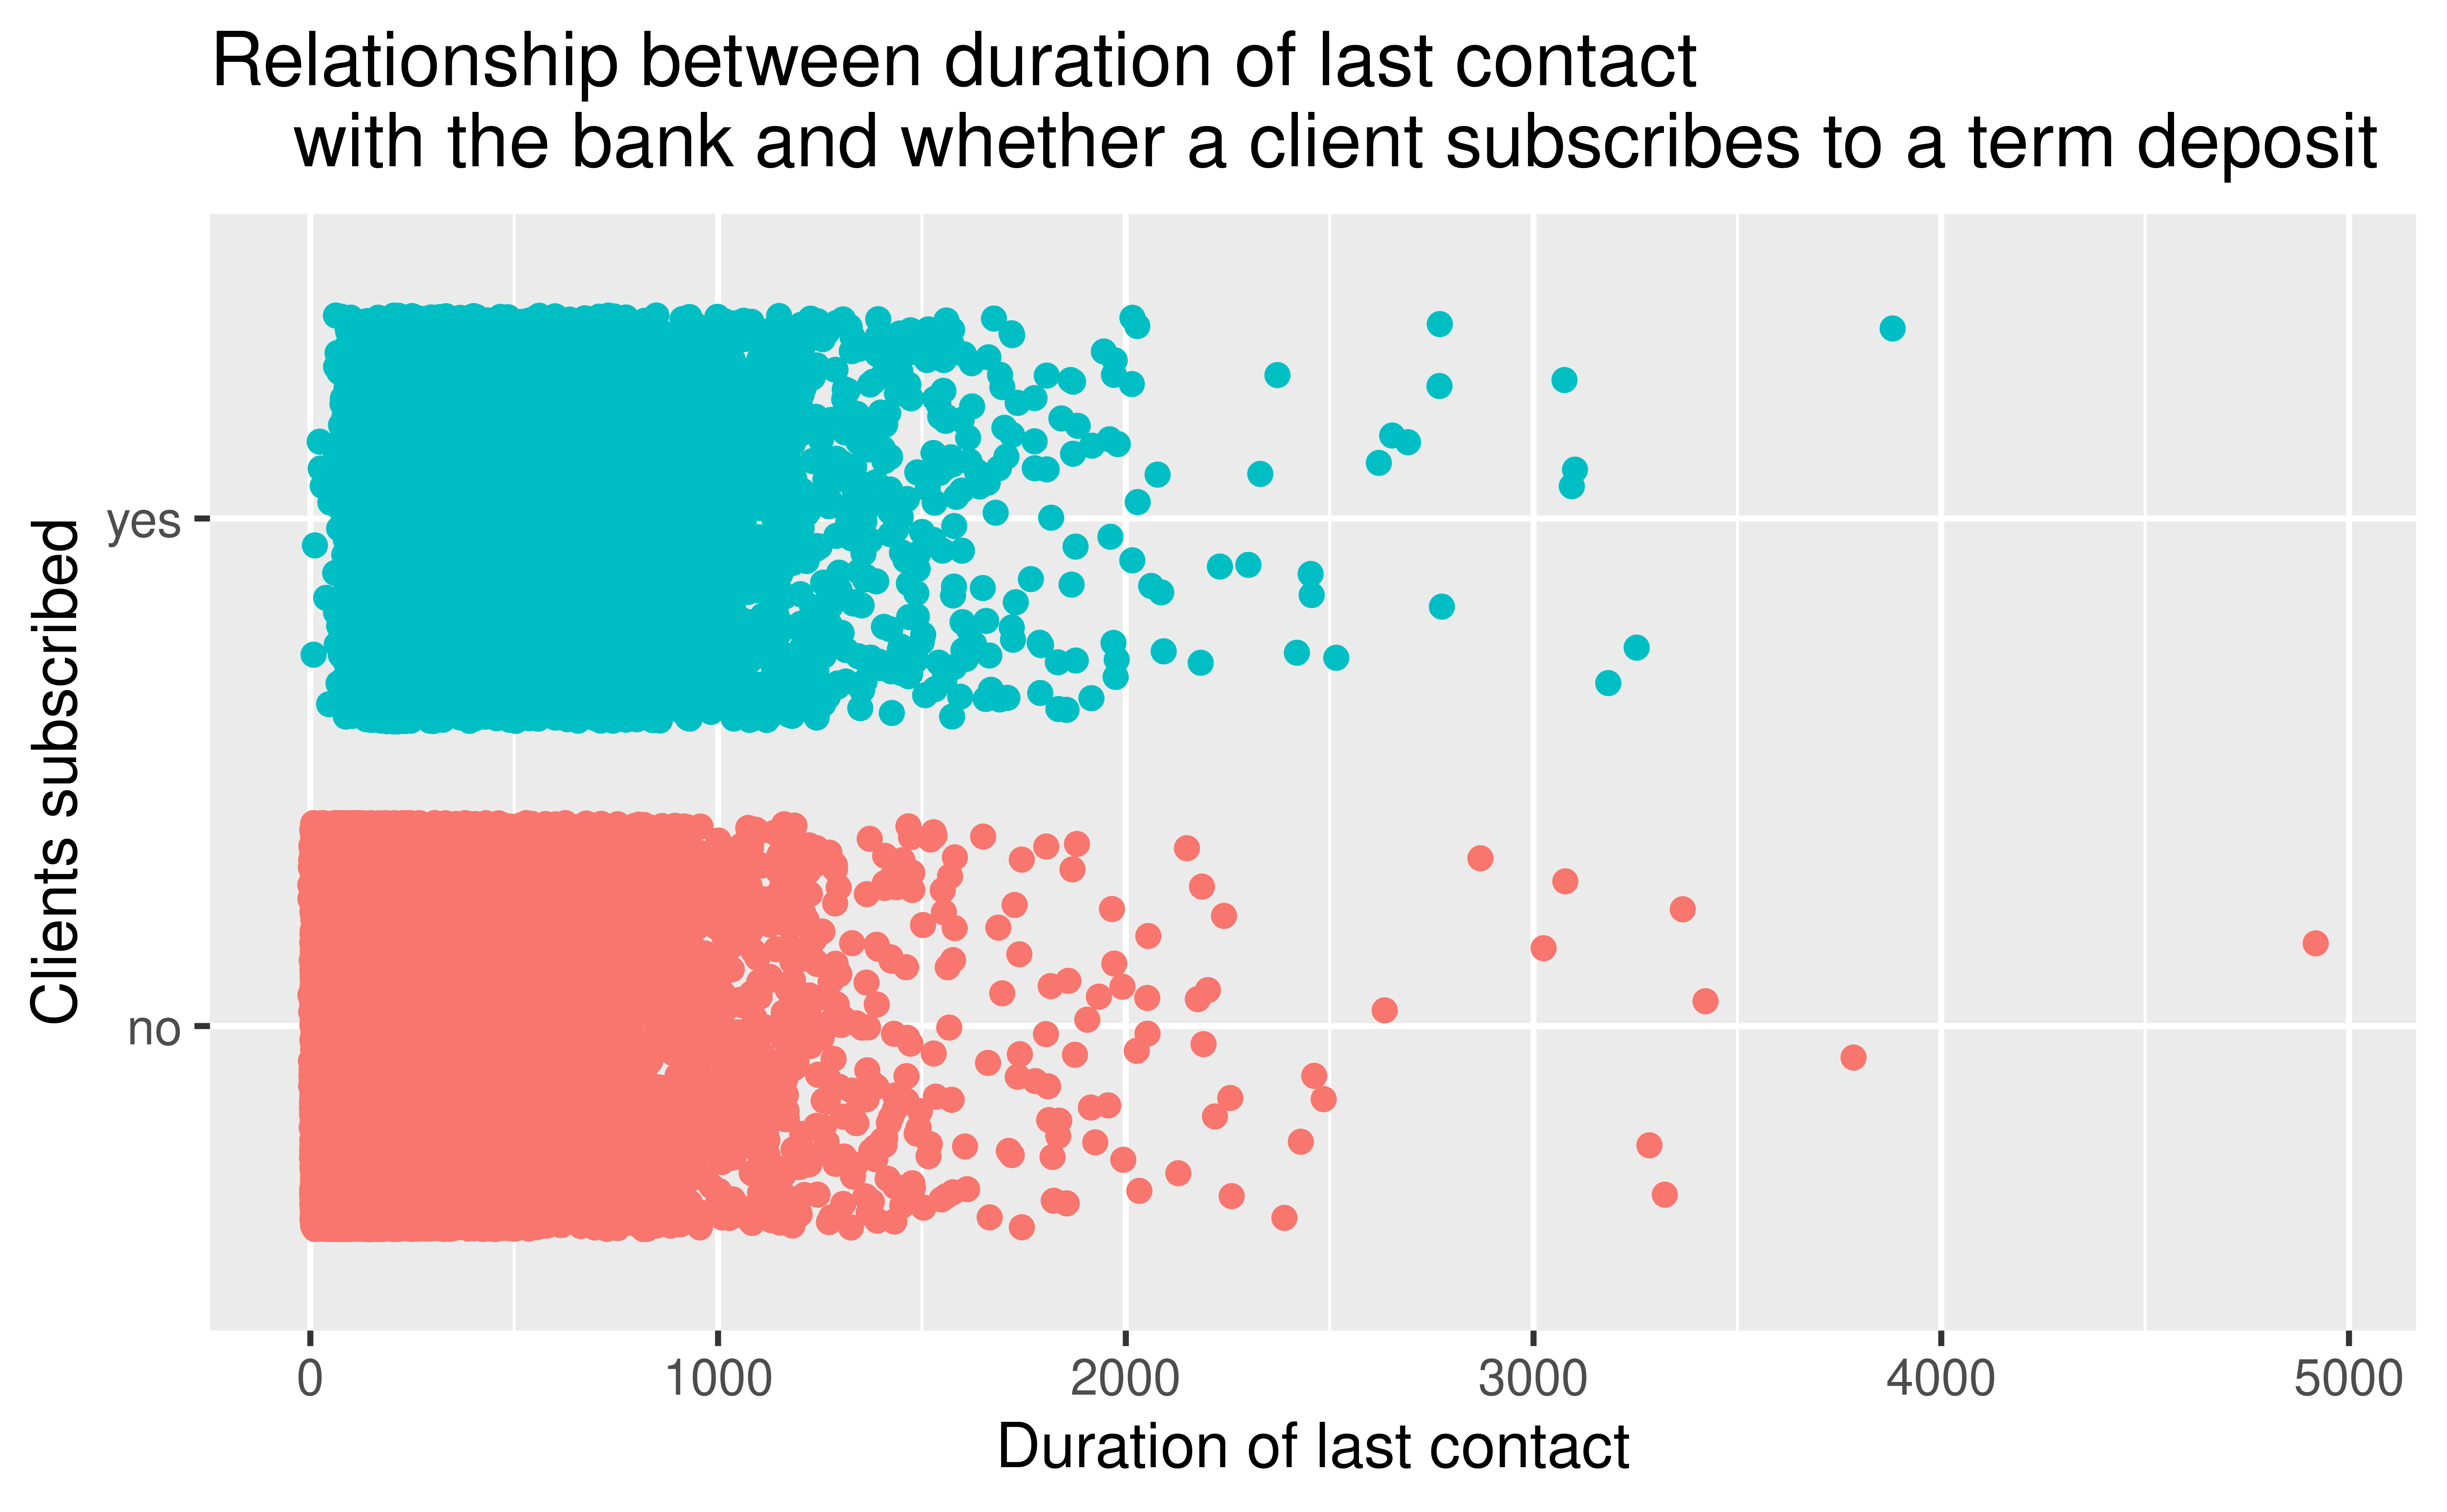 Relationship between duration of last contact
with the bank and whether a client subscribes to a term deposit
Clients subscribed
yes
no
0 1000 2000 3000 4000 5000
Duration of last contact